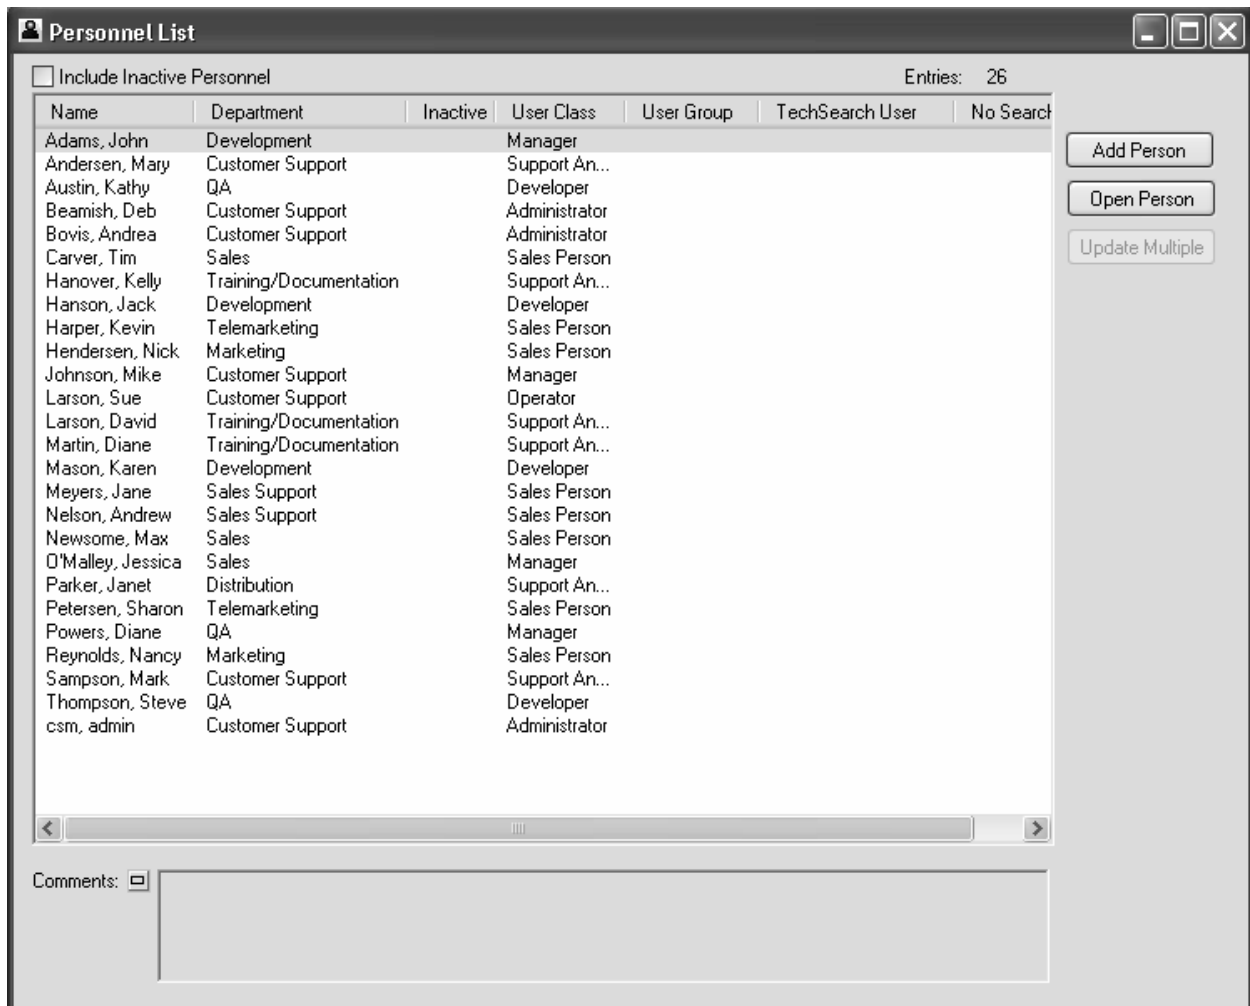 Personnel List
Include Inactive Personnel Entries: 26
Name Department Inactive User Class User Group TechSearch User No Search
Adams, John Development Manager
Andersen, Mary Customer Support Support An...
Austin, Kathy QA Developer
Beamish, Deb Customer Support Administrator
Bovis, Andrea Customer Support Administrator
Carver, Tim Sales Sales Person
Hanover, Kelly Training/Documentation Support An...
Hanson, Jack Development Developer
Harper, Kevin Telemarketing Sales Person
Hendersen, Nick Marketing Sales Person
Johnson, Mike Customer Support Manager
Larson, Sue Customer Support Operator
Larson, David Training/Documentation Support An...
Martin, Diane Training/Documentation Support An...
Mason, Karen Development Developer
Meyers, Jane Sales Support Sales Person
Nelson, Andrew Sales Support Sales Person
Newsome, Max Sales Sales Person
O'Malley, Jessica Sales Manager
Parker, Janet Distribution Support An...
Petersen, Sharon Telemarketing Sales Person
Powers, Diane QA Manager
Reynolds, Nancy Marketing Sales Person
Sampson, Mark Customer Support Support An...
Thompson, Steve QA Developer
csm, admin Customer Support Administrator
Add Person
Open Person
Update Multiple
Comments: